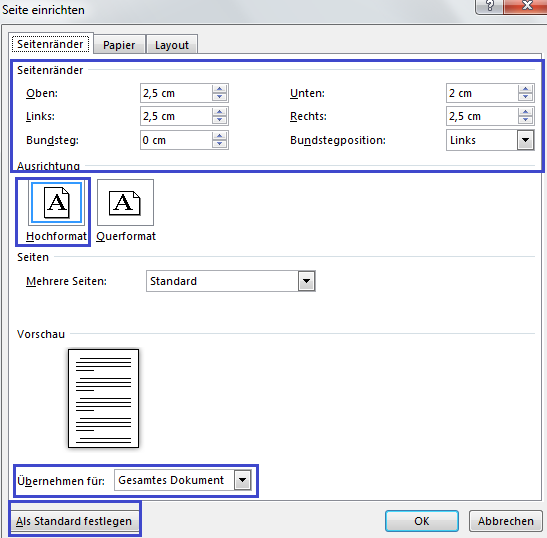 Seite einrichten
?
Seitenränder Papier Layout
Seitenränder
Oben: 2,5 cm Unten: 2 cm
Links: 2,5 cm Rechts: 2,5 cm
Bundsteg: 0 cm Bundstegposition: Links
Ausrichtung
A A
Hochformat Querformat
Seiten
Mehrere Seiten: Standard
Vorschau
Übernehmen für: Gesamtes Dokument
Als Standard festlegen OK Abbrechen